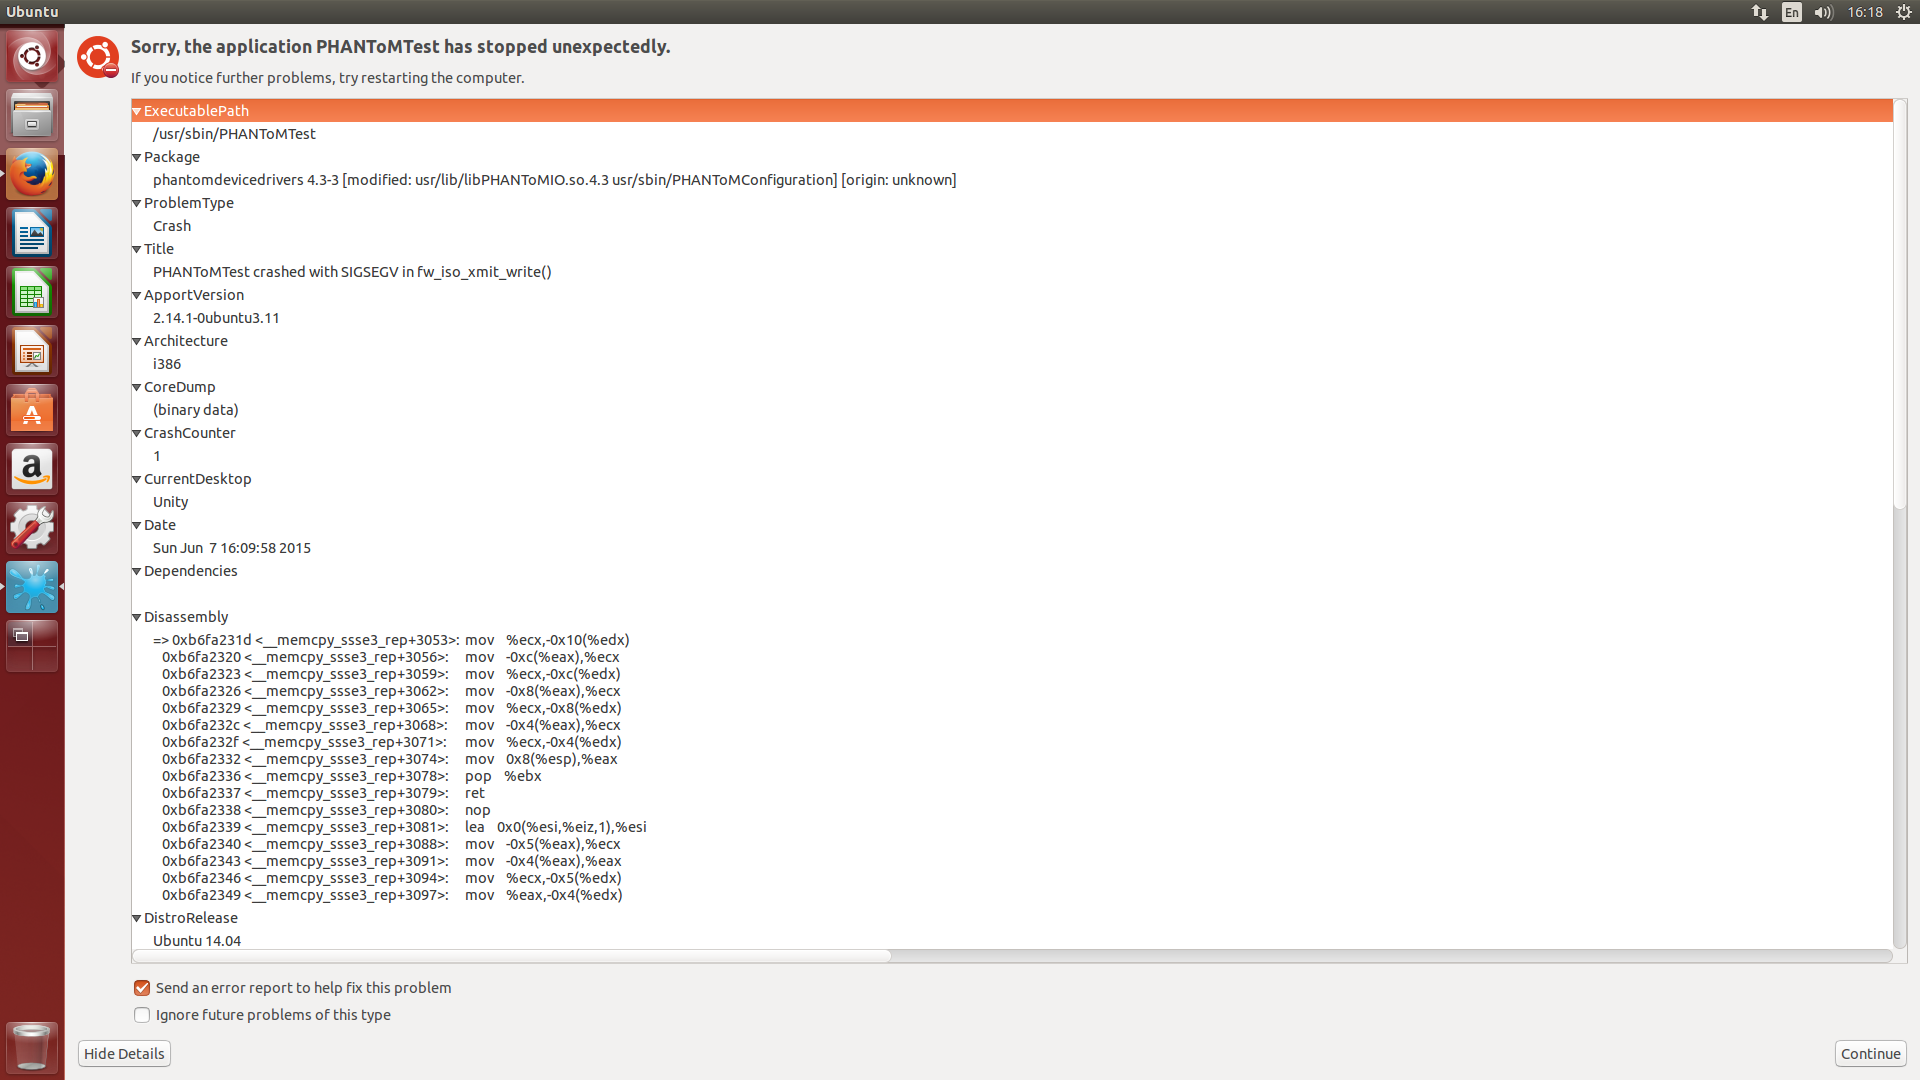 Ubuntu
En
16:18
Sorry, the application PHANToMTest has stopped unexpectedly.
If you notice further problems, try restarting the computer.
ExecutablePath
/usr/sbin/PHANToMTest
Package
phantomdevicedrivers 4.3-3 [modified: usr/lib/libPHANToMIO.so.4.3 usr/sbin/PHANToMConfiguration] [origin: unknown]
ProblemType
Crash
Title
PHANToMTest crashed with SIGSEGV in fw_iso_xmit_write()
ApportVersion
2.14.1-0ubuntu3.11
Architecture
i386
CoreDump
(binary data)
CrashCounter
1
CurrentDesktop
Unity
Date
Sun Jun  7 16:09:58 2015
Dependencies
Disassembly
=> 0xb6fa231d <__memcpy_ssse3_rep+3053>: mov %ecx,-0x10(%edx)
0xb6fa2320 <__memcpy_ssse3_rep+3056>: mov -0xc(%eax),%ecx
0xb6fa2323 <__memcpy_ssse3_rep+3059>: mov %ecx,-0xc(%edx)
0xb6fa2326 <__memcpy_ssse3_rep+3062>: mov -0x8(%eax),%ecx
0xb6fa2329 <__memcpy_ssse3_rep+3065>: mov %ecx,-0x8(%edx)
0xb6fa232c <__memcpy_ssse3_rep+3068>: mov -0x4(%eax),%ecx
0xb6fa232f <__memcpy_ssse3_rep+3071>: mov %ecx,-0x4(%edx)
0xb6fa2332 <__memcpy_ssse3_rep+3074>: mov 0x8(%esp),%eax
0xb6fa2336 <__memcpy_ssse3_rep+3078>: pop %ebx
0xb6fa2337 <__memcpy_ssse3_rep+3079>: ret
0xb6fa2338 <__memcpy_ssse3_rep+3080>: nop
0xb6fa2339 <__memcpy_ssse3_rep+3081>: lea 0x0(%esi,%eiz,1),%esi
0xb6fa2340 <__memcpy_ssse3_rep+3088>: mov -0x5(%eax),%ecx
0xb6fa2343 <__memcpy_ssse3_rep+3091>: mov -0x4(%eax),%eax
0xb6fa2346 <__memcpy_ssse3_rep+3094>: mov %ecx,-0x5(%edx)
0xb6fa2349 <__memcpy_ssse3_rep+3097>: mov %eax,-0x4(%edx)
DistroRelease
Ubuntu 14.04
Send an error report to help fix this problem
Ignore future problems of this type
Hide Details
Continue